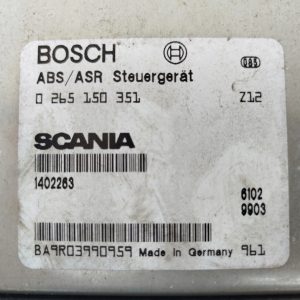 BOSCH
ABS/ASR Steuergerät
0 265 150 351 Z12
SCANIA
1402263
6102
9903
BA9R03990959 Made in Germany 961